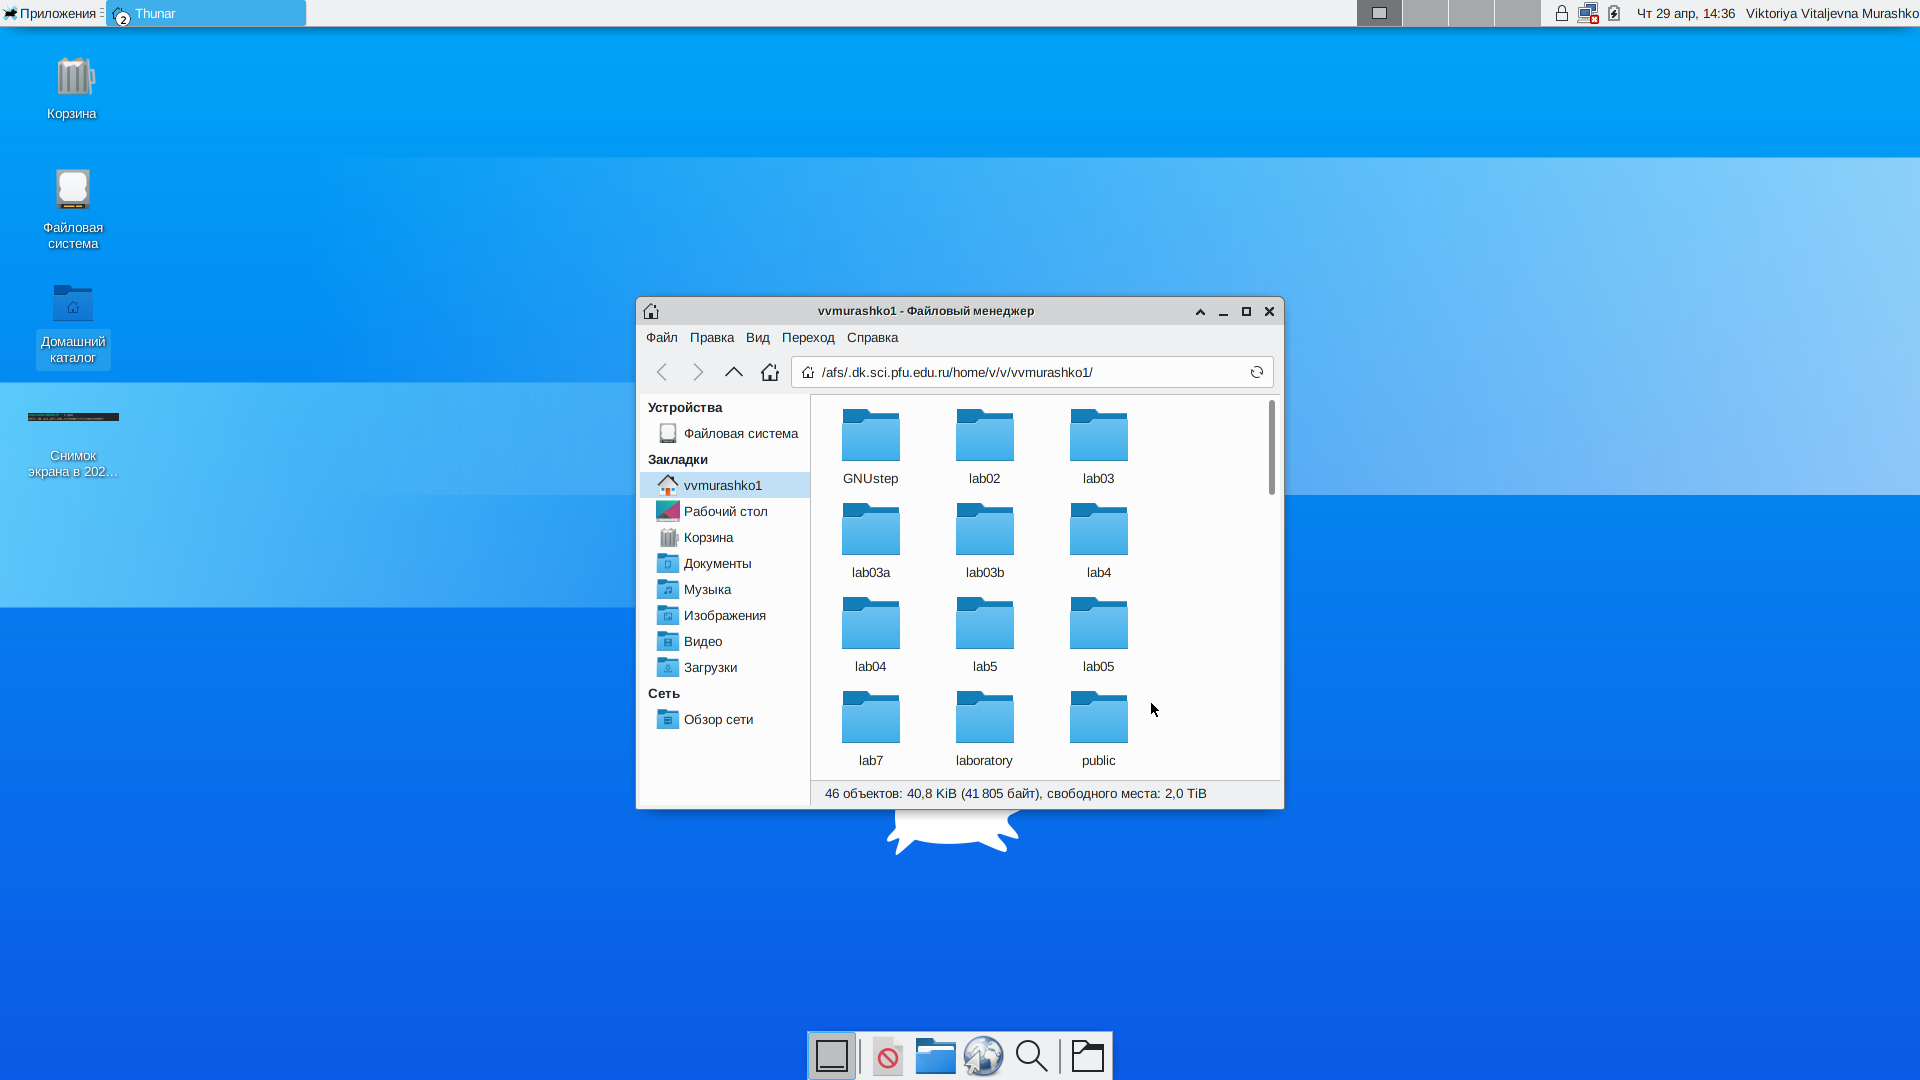 Приложения
2
Thunar
Чт 29 апр, 14:36
Viktoriya Vitaljevna Murashko
Корзина
Файловая
система
Домашний
каталог
Снимок
экрана в 202…
vvmurashko1 - Файловый менеджер
Файл Правка Вид Переход Справка
/afs/.dk.sci.pfu.edu.ru/home/v/v/vvmurashko1/
Устройства
Файловая система
Закладки
vvmurashko1
Рабочий стол
Корзина
Документы
Музыка
Изображения
Видео
Загрузки
Сеть
Обзор сети
GNUstep lab02 lab03
lab03a lab03b lab4
lab04 lab5 lab05
lab7 laboratory public
46 объектов: 40,8 KiB (41 805 байт), свободного места: 2,0 TiB